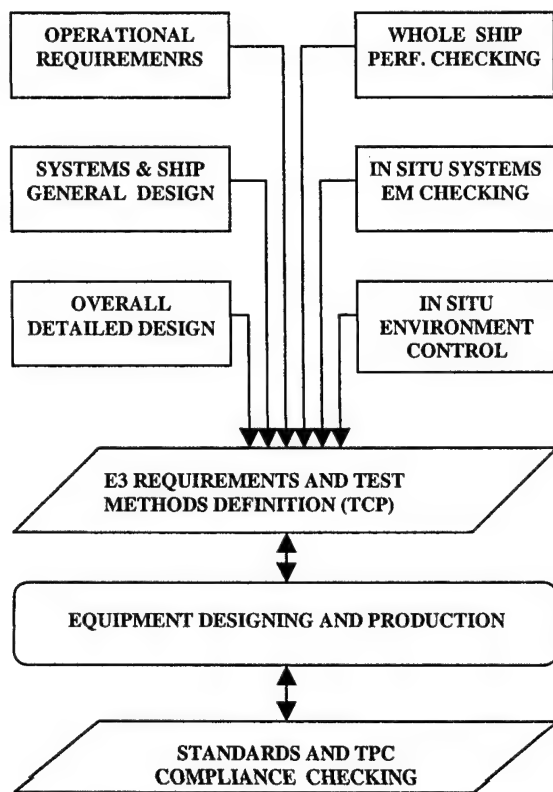 OPERATIONAL
REQUIREMENRS
WHOLE SHIP
PERF. CHECKING
SYSTEMS & SHIP
GENERAL DESIGN
IN SITU SYSTEMS
EM CHECKING
OVERALL
DETAILED DESIGN
IN SITU
ENVIRONMENT
CONTROL
E3 REQUIREMENTS AND TEST
METHODS DEFINITION (TCP)
EQUIPMENT DESIGNING AND PRODUCTION
STANDARDS AND TPC
COMPLIANCE CHECKING